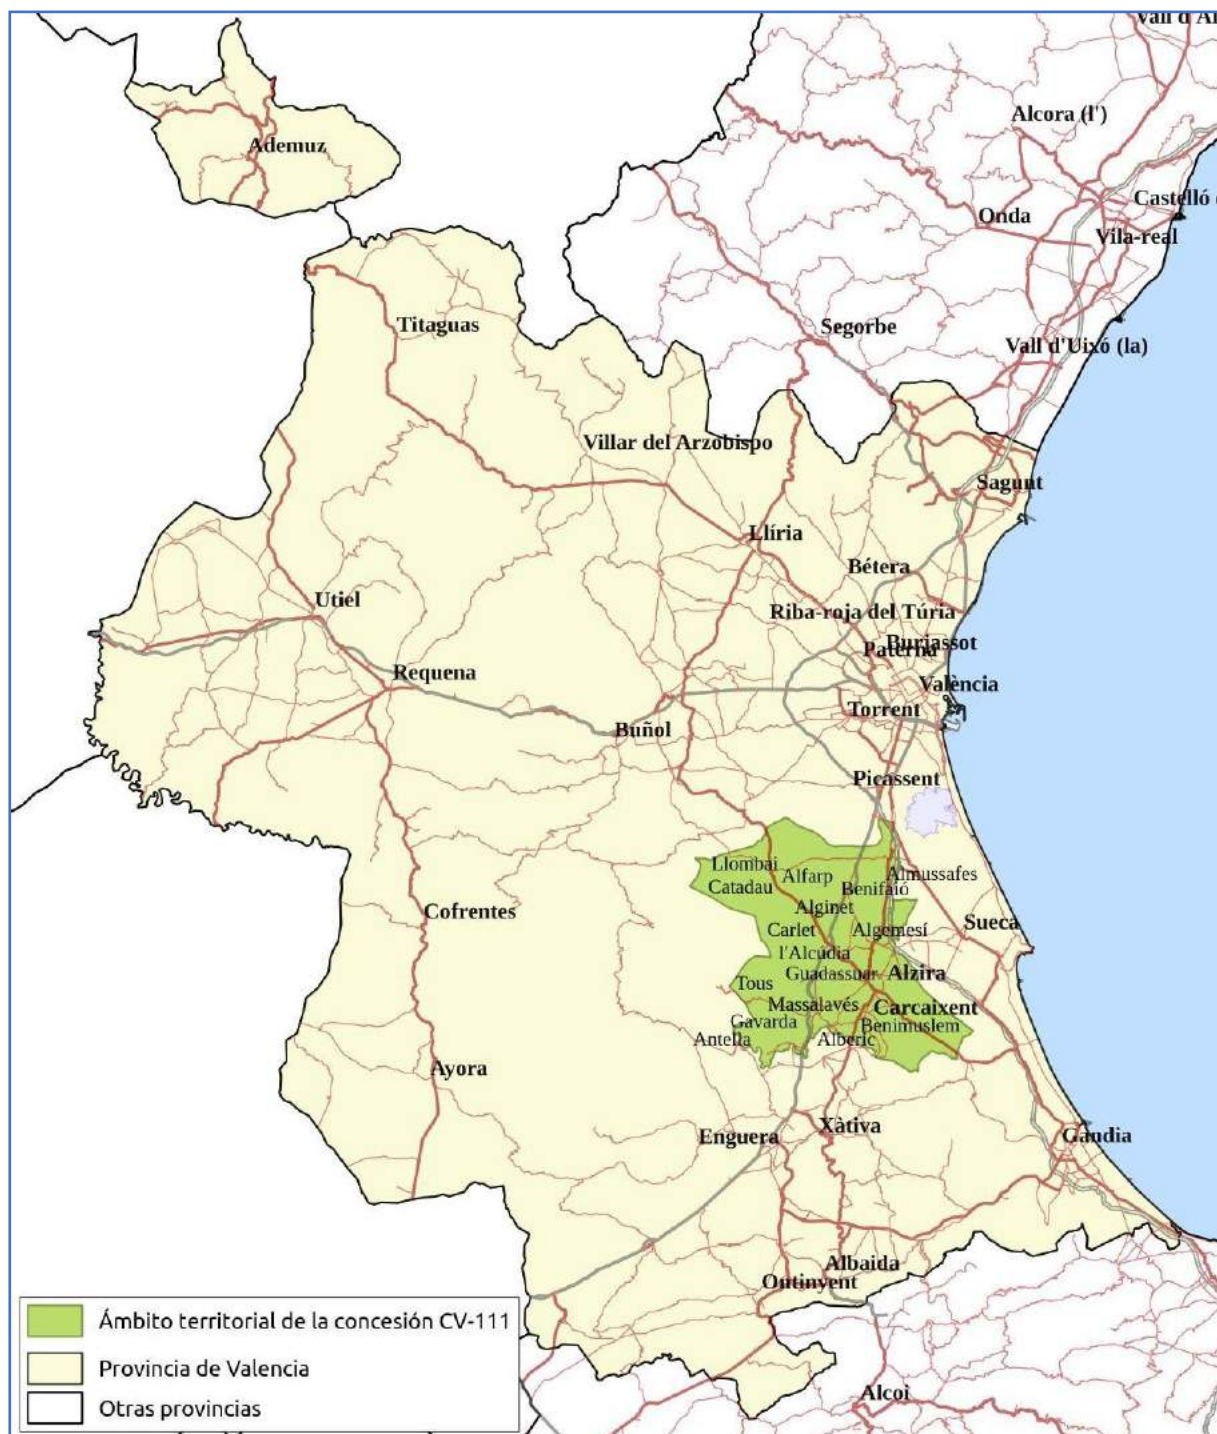 Ademuz
Alcora (l')
Castelló
Onda
Vila-real
Titaguas
Segorbe
Vall d'Uixó (la)
Villar del Arzobispo
Sagunt
Llíria
Bétera
Utiel
Riba-roja del Túria
Burjassot
Paterna
Requena
València
Torrent
Buñol
Picassent
Llombai
Alfarp
Almussafes
Catadau
Benifaió
Alginet
Cofrentes
Carlet
Algemesí
Sueca
l'Alcúdia
Guadassuar
Alzira
Tous
Massalavés
Carcaixent
Gavarda
Benimuslem
Antella
Alberic
Ayora
Enguera
Xàtiva
Gandia
Albaida
Ontinyent
Ámbito territorial de la concesión CV-111
Provincia de Valencia
Otras provincias
Alcoi